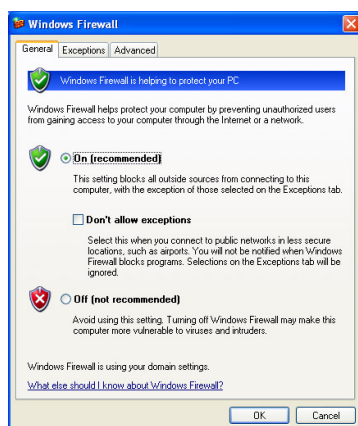 Windows Firewall
General Exceptions Advanced
Windows Firewall is helping to protect your PC
Windows Firewall helps protect your computer by preventing unauthorized users
from gaining access to your computer through the Internet or a network.
On (recommended)
This setting blocks all outside sources from connecting to this
computer, with the exception of those selected on the Exceptions tab.
Don't allow exceptions
Select this when you connect to public networks in less secure
locations, such as airports. You will not be notified when Windows
Firewall blocks programs. Selections on the Exceptions tab will be
ignored.
Off (not recommended)
Avoid using this setting. Turning off Windows Firewall may make this
computer more vulnerable to viruses and intruders.
Windows Firewall is using your domain settings.
What else should I know about Windows Firewall?
OK Cancel